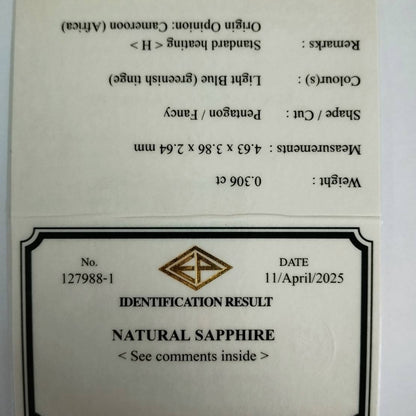 Weight : 0.306 ct
Measurements : 4.63 x 3.86 x 2.64 mm
Shape / Cut : Pentagon / Fancy
Colour(s) : Light Blue (greenish tinge)
Remarks : Standard heating < H >
Origin Opinion: Cameroon (Africa)
No. DATE
127988-1 11/April/2025
IDENTIFICATION RESULT
NATURAL SAPPHIRE
< See comments inside >